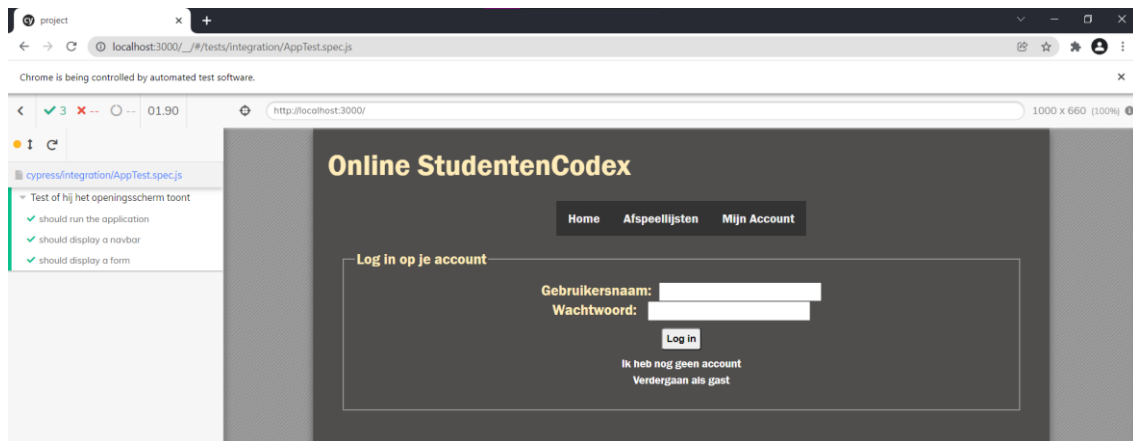 project
localhost:3000/__/#/tests/integration/AppTest.spec.js
Chrome is being controlled by automated test software.
3 -- -- 01.90
http://localhost:3000/
1000 x 660 (100%)
cypress/integration/AppTest.spec.js
Test of hij het openingsscherm toont
should run the application
should display a navbar
should display a form
Online StudentenCodex
Home Afspeellijsten Mijn Account
Log in op je account
Gebruikersnaam:
Wachtwoord:
Log in
Ik heb nog geen account
Verdergaan als gast